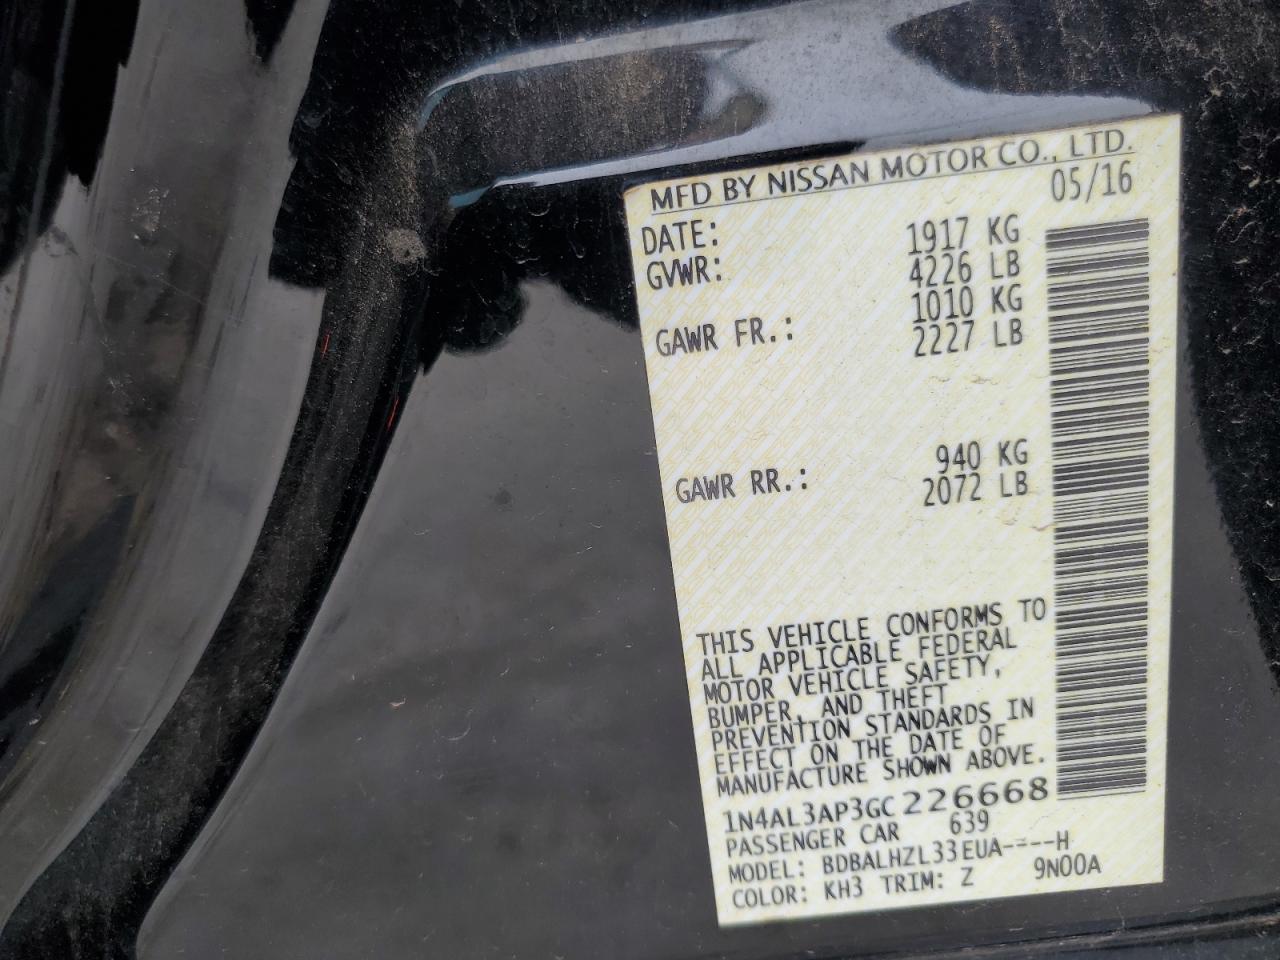 MFD BY NISSAN MOTOR CO., LTD.
DATE: 05/16
GVWR: 1917 KG
4226 LB
GAWR FR.: 1010 KG
2227 LB
GAWR RR.: 940 KG
2072 LB
THIS VEHICLE CONFORMS TO
ALL APPLICABLE FEDERAL
MOTOR VEHICLE SAFETY,
BUMPER, AND THEFT
PREVENTION STANDARDS IN
EFFECT ON THE DATE OF
MANUFACTURE SHOWN ABOVE.
1N4AL3AP3GC226668
PASSENGER CAR 639
MODEL: BDBALHZL33EUA----H
COLOR: KH3 TRIM: Z 9N00A